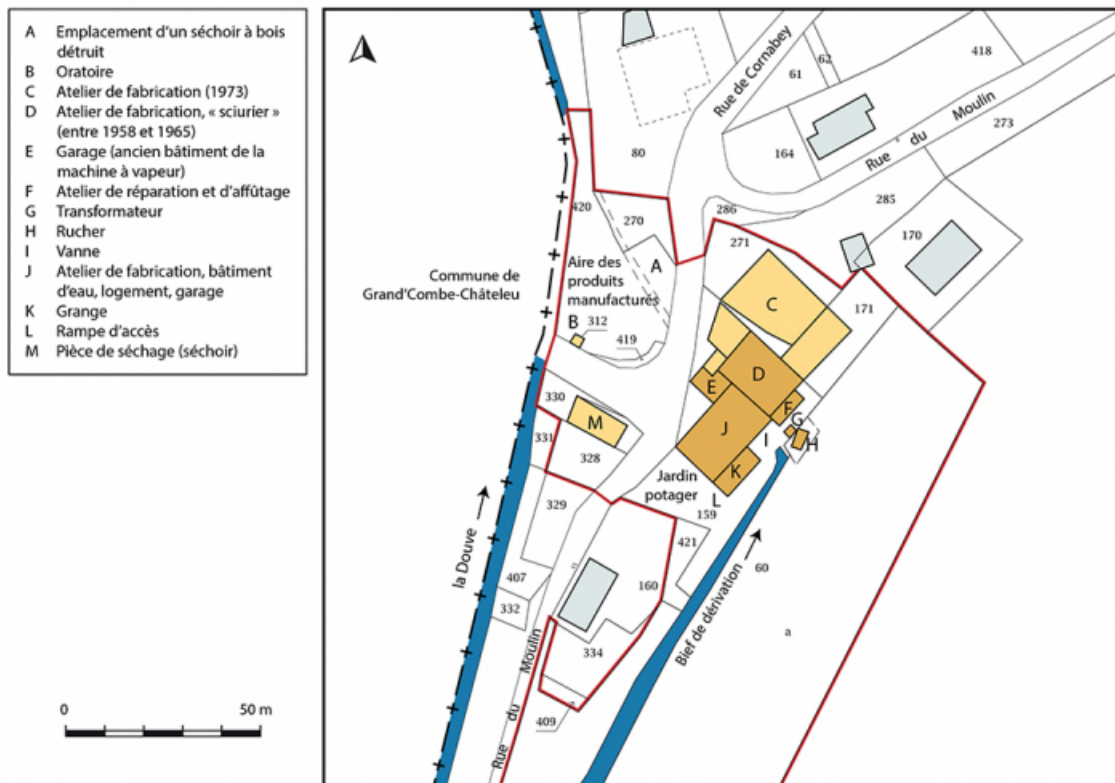 A Emplacement d'un séchoir à bois
détruit
B Oratoire
C Atelier de fabrication (1973)
D Atelier de fabrication, « sciurier »
(entre 1958 et 1965)
E Garage (ancien bâtiment de la
machine à vapeur)
F Atelier de réparation et d'affûtage
G Transformateur
H Rucher
I Vanne
J Atelier de fabrication, bâtiment
d'eau, logement, garage
K Grange
L Rampe d'accès
M Pièce de séchage (séchoir)
0 50 m
Rue de Cornabey
62
61
418
80
164
Rue du Moulin
273
420
270
286
285
271
170
Commune de
Grand'Combe-Châteleu
Aire des
produits
manufacturés
A
B
312
419
C
171
330
E
D
F
G
H
M
J
I
331
328
K
Jardin
potager
L
159
329
421
la Douve
407
332
160
Bief de dérivation
60
a
334
Rue du Moulin
409